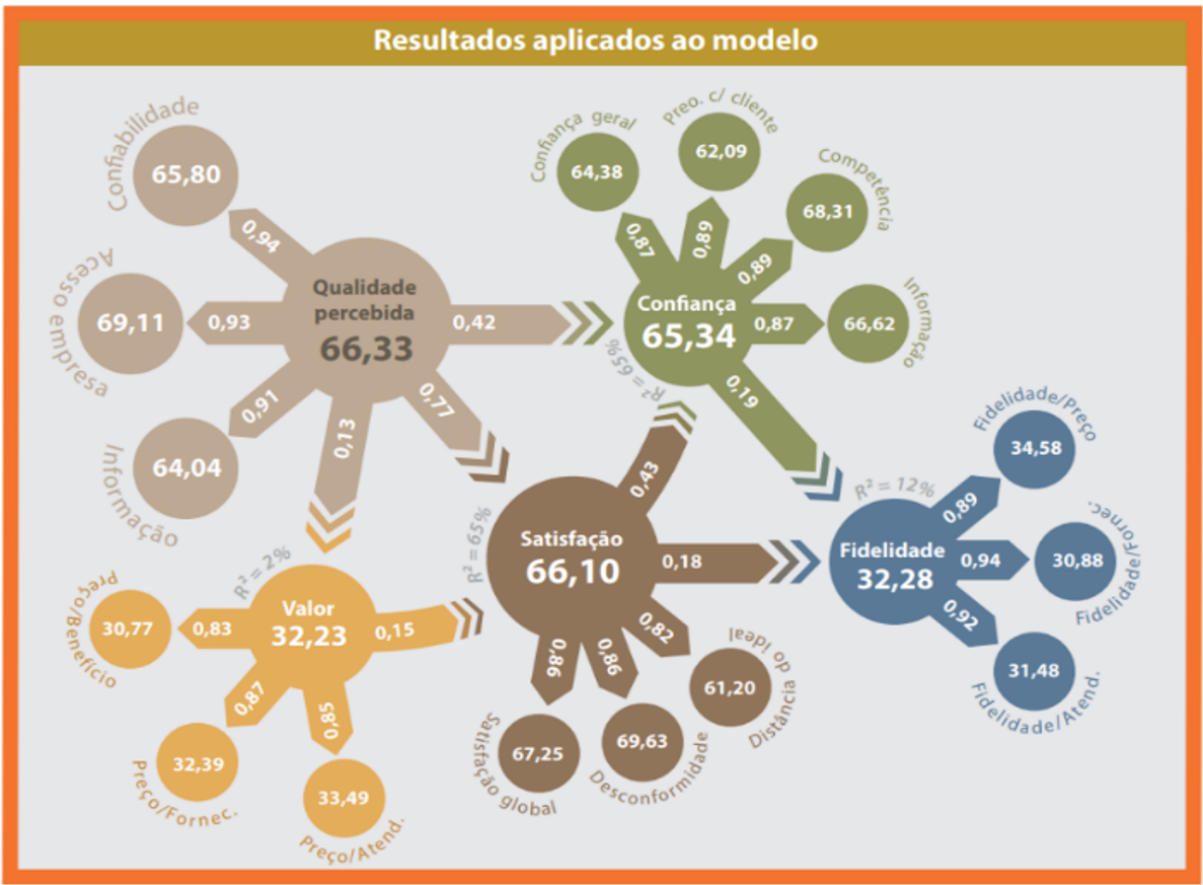 Resultados aplicados ao modelo
Confiabilidade
65,80
0,94
Acesso empresa
69,11
0,93
Informação
64,04
0,91
Qualidade
percebida
66,33
0,42
0,77
0,13
Confiança geral
64,38
0,87
Preo. c/ cliente
62,09
0,89
Competência
68,31
0,89
Informação
66,62
0,87
Confiança
65,34
R² = 65%
0,19
0,43
R² = 65%
Satisfação
66,10
0,18
0,82
0,86
0,86
Distância do ideal
61,20
Desconformidade
69,63
Satisfação global
67,25
R² = 2%
Valor
32,23
0,15
Preço/Benefício
30,77
0,83
Preço/Fornec.
32,39
0,87
Preço/Atend.
33,49
0,85
R² = 12%
Fidelidade
32,28
Fidelidade/Preço
34,58
0,89
Fidelidade/Fornec.
30,88
0,94
Fidelidade/Atend.
31,48
0,92